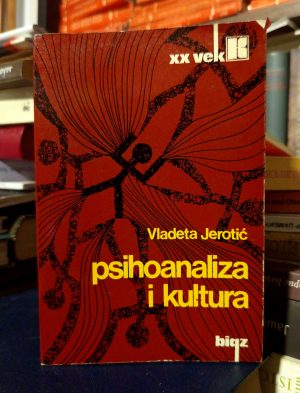 xx vek
Vladeta Jerotić
psihoanaliza
i kultura
bigz